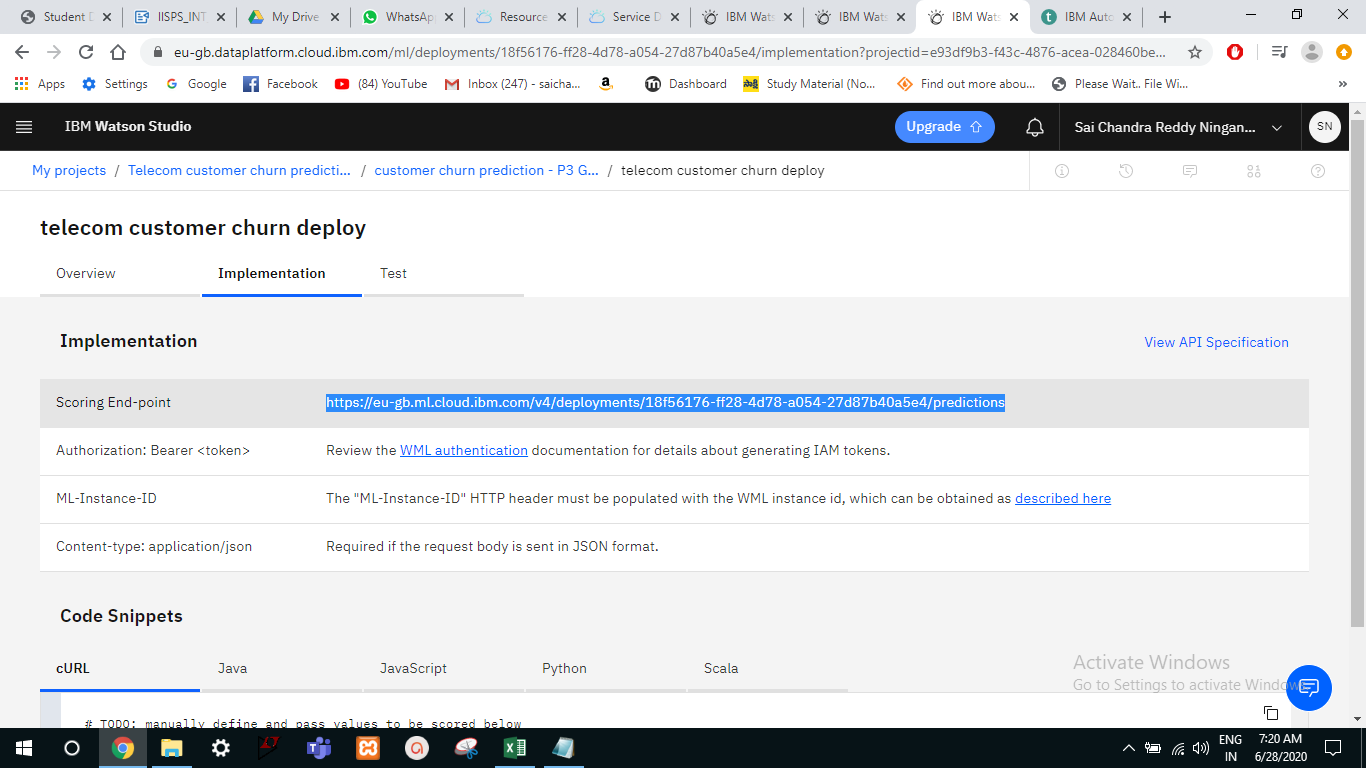 Student D
IISPS_INT
My Drive
WhatsApp
Resource
Service D
IBM Wats
IBM Wats
IBM Wats
IBM Auto
eu-gb.dataplatform.cloud.ibm.com/ml/deployments/18f56176-ff28-4d78-a054-27d87b40a5e4/implementation?projectid=e93df9b3-f43c-4876-acea-028460be...
Apps
Settings
Google
Facebook
(84) YouTube
Inbox (247) - saicha...
Dashboard
Study Material (No...
Find out more abou...
Please Wait.. File Wi...
»
IBM Watson Studio
Upgrade
Sai Chandra Reddy Ningan...
SN
My projects / Telecom customer churn predicti... / customer churn prediction - P3 G... / telecom customer churn deploy
telecom customer churn deploy
Overview
Implementation
Test
Implementation
View API Specification
Scoring End-point
https://eu-gb.ml.cloud.ibm.com/v4/deployments/18f56176-ff28-4d78-a054-27d87b40a5e4/predictions
Authorization: Bearer <token>
Review the WML authentication documentation for details about generating IAM tokens.
ML-Instance-ID
The "ML-Instance-ID" HTTP header must be populated with the WML instance id, which can be obtained as described here
Content-type: application/json
Required if the request body is sent in JSON format.
Code Snippets
cURL
Java
JavaScript
Python
Scala
# TODO: manually define and pass values to be scored below
Activate Windows
Go to Settings to activate Windows.
ENG
IN
7:20 AM
6/28/2020